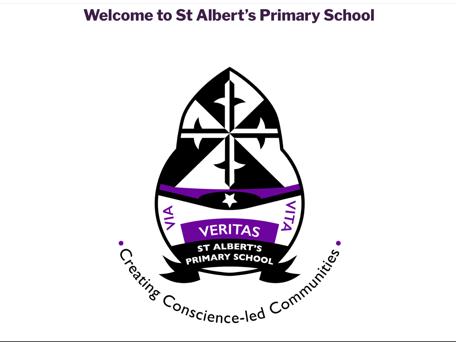 Welcome to St Albert’s Primary School
VIA
VERITAS
VITA
ST ALBERT'S
PRIMARY SCHOOL
• Creating Conscience-led Communities •